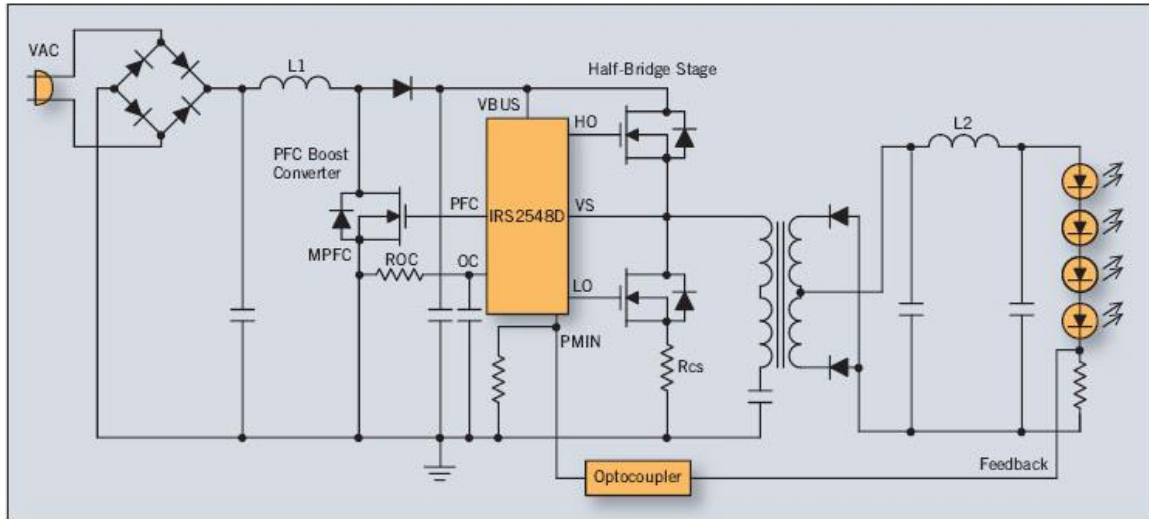 VAC
L1
Half-Bridge Stage
VBUS
HO
L2
PFC Boost
Converter
PFC
IRS2548D
VS
MPFC
ROC
OC
LO
PMIN
Rcs
Feedback
Optocoupler